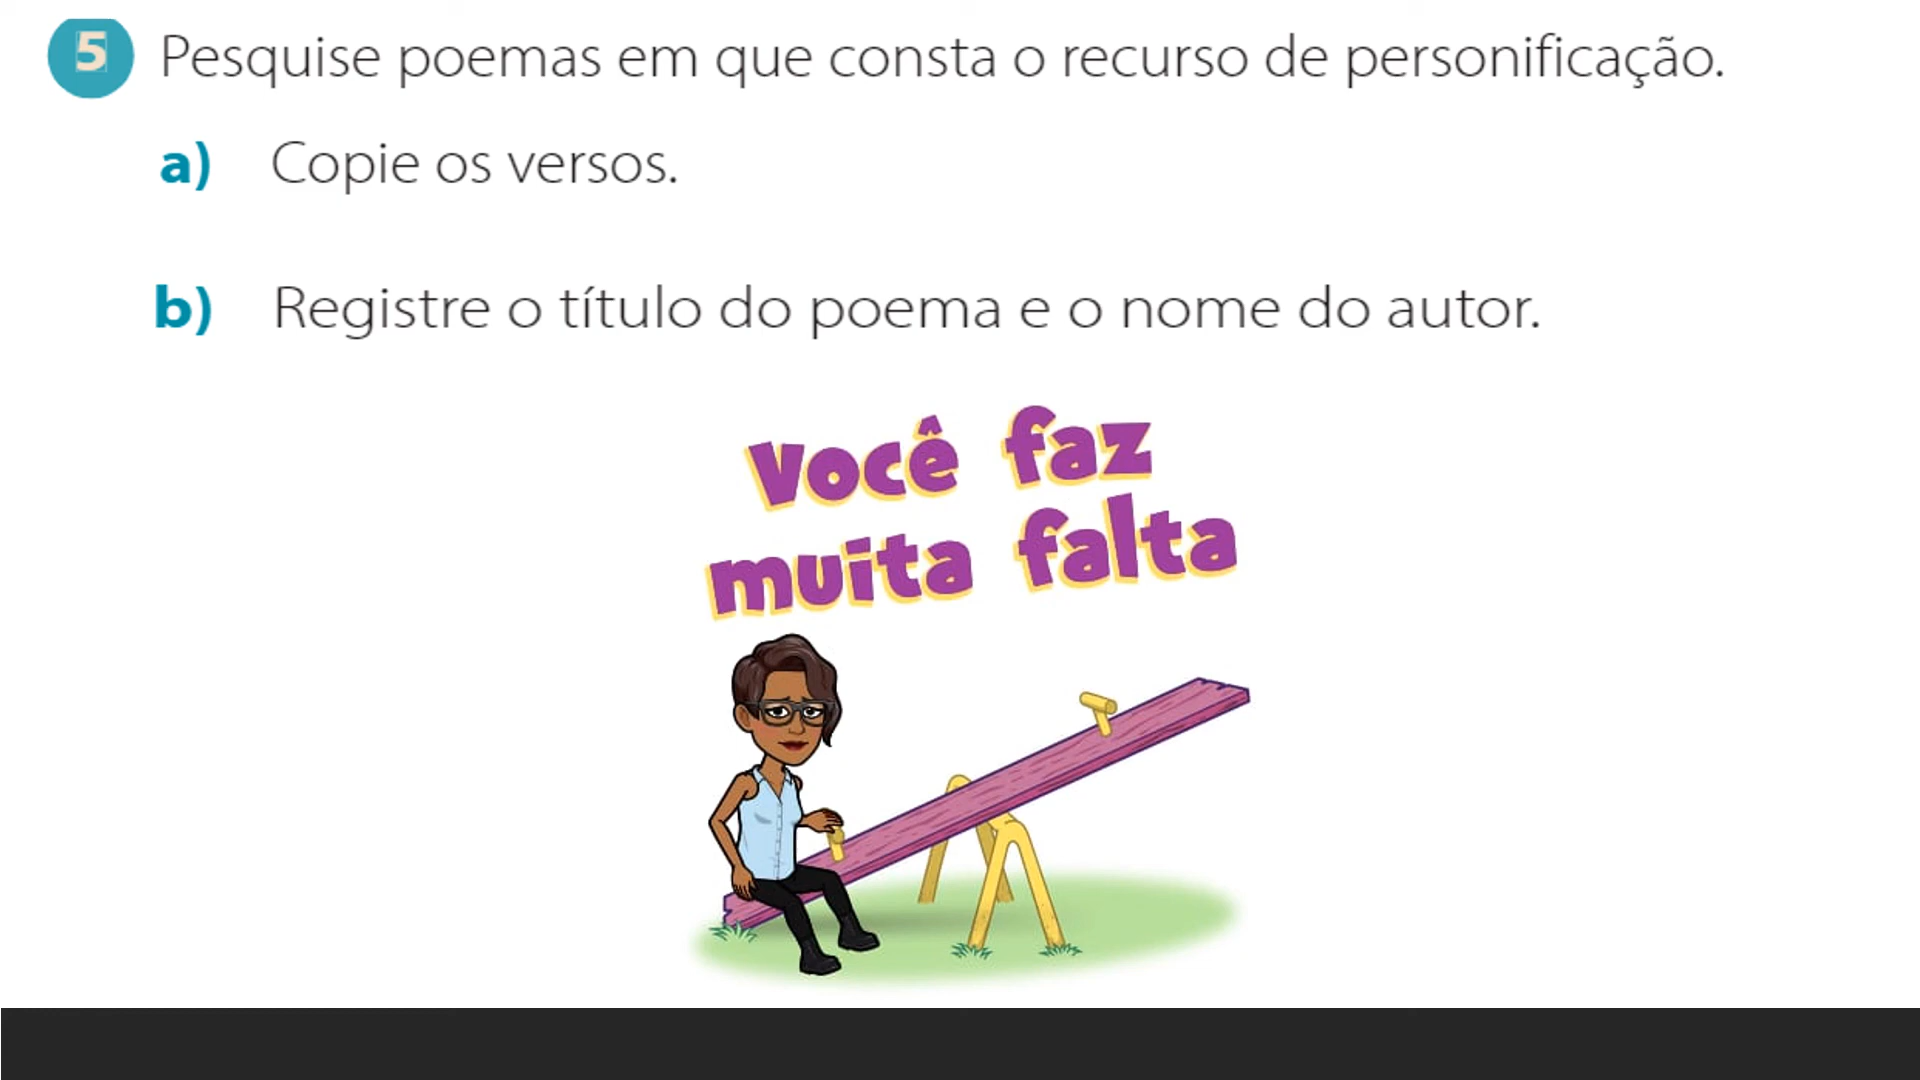 5 Pesquise poemas em que consta o recurso de personificação.
a) Copie os versos.
b) Registre o título do poema e o nome do autor.
Você faz
muita falta